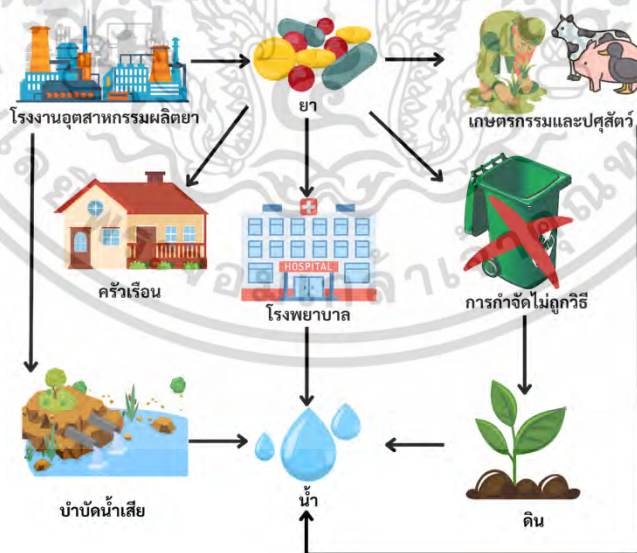 โรงงานอุตสาหกรรมผลิตยา
ยา
เกษตรกรรมและปศุสัตว์
ครัวเรือน
HOSPITAL
โรงพยาบาล
การกำจัดไม่ถูกวิธี
บำบัดน้ำเสีย
น้ำ
ดิน